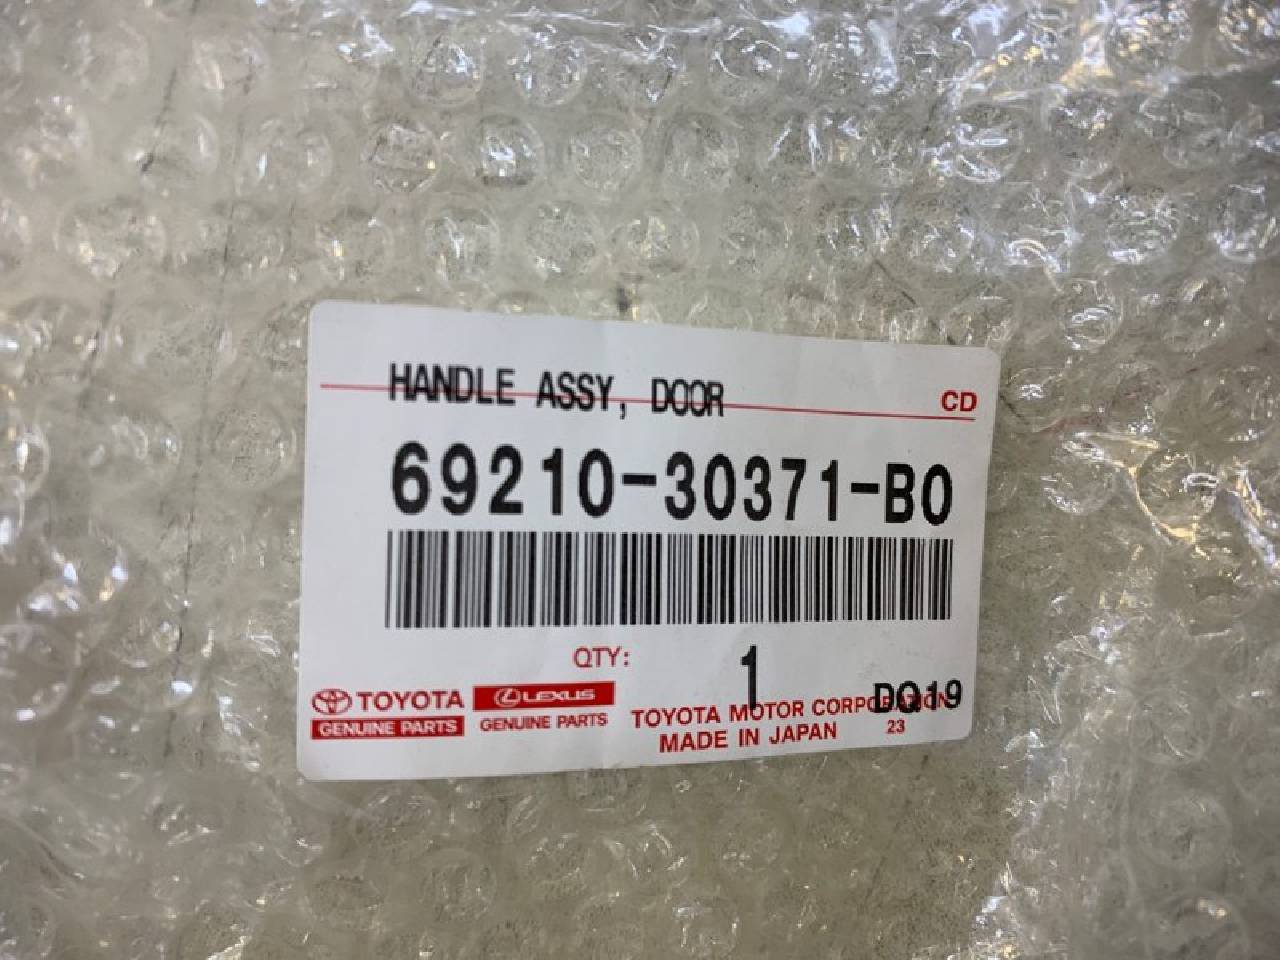 HANDLE ASSY, DOOR
CD
69210-30371-B0
QTY: 1
TOYOTA
GENUINE PARTS
LEXUS
GENUINE PARTS
TOYOTA MOTOR CORPORATION
DQ19
MADE IN JAPAN
23